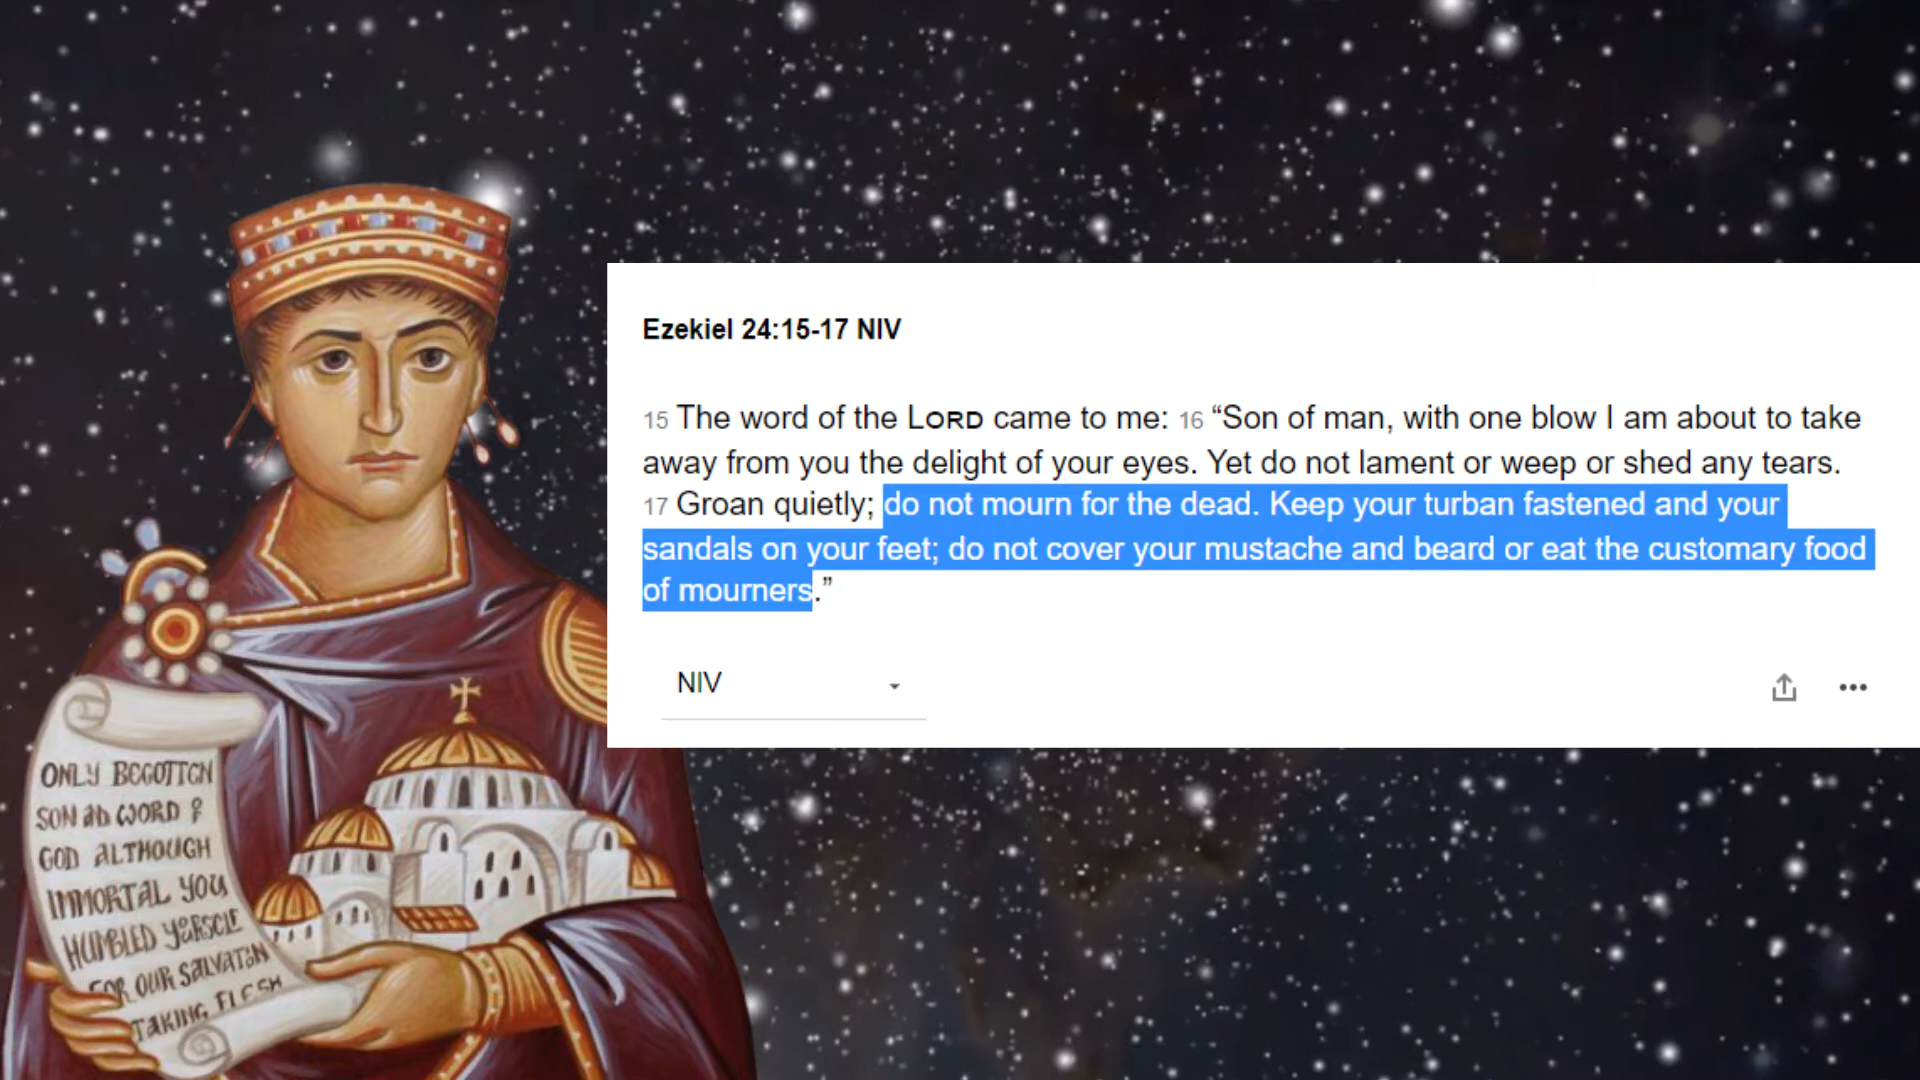 Ezekiel 24:15-17 NIV
15 The word of the LORD came to me: 16 “Son of man, with one blow I am about to take
away from you the delight of your eyes. Yet do not lament or weep or shed any tears.
17 Groan quietly; do not mourn for the dead. Keep your turban fastened and your
sandals on your feet; do not cover your mustache and beard or eat the customary food
of mourners.”
NIV
ONLY BEGOTTEN
SON AND WORD OF
GOD ALTHOUGH
IMMORTAL YOU
HUMBLED YOURSELF
FOR OUR SALVATION
TAKING FLESH